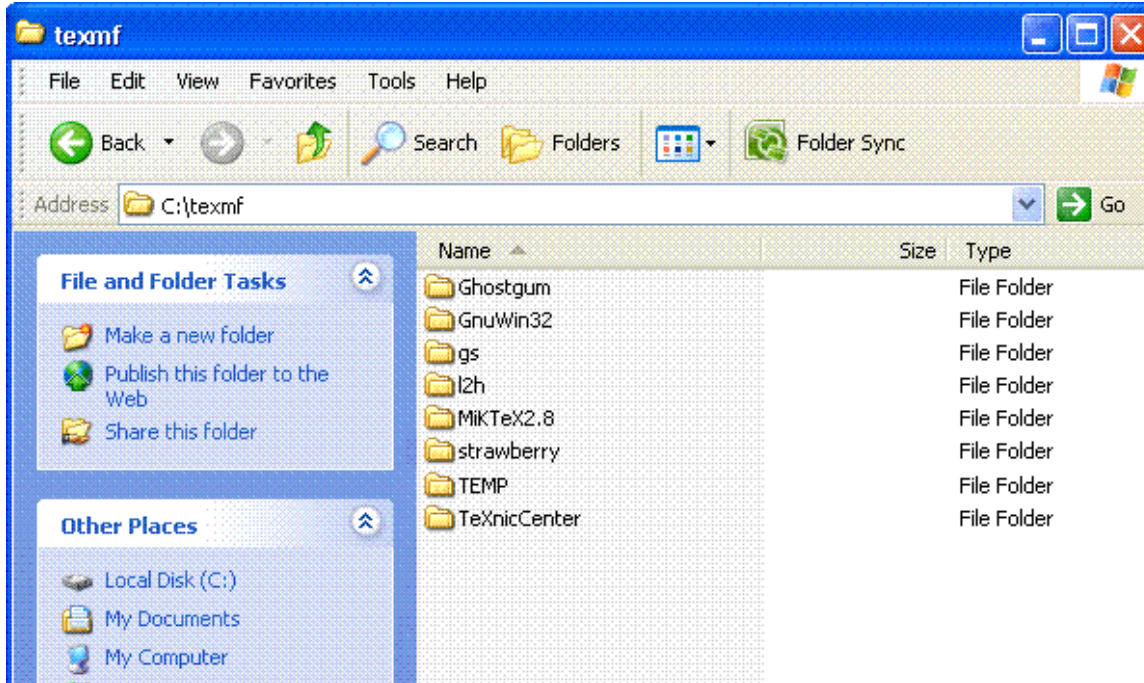 texmf
File Edit View Favorites Tools Help
Back Search Folders Folder Sync
Address C:\texmf Go
Name Size Type
File and Folder Tasks
Make a new folder
Publish this folder to the
Web
Share this folder
Other Places
Local Disk (C:)
My Documents
My Computer
Ghostgum File Folder
GnuWin32 File Folder
gs File Folder
l2h File Folder
MiKTeX2.8 File Folder
strawberry File Folder
TEMP File Folder
TeXnicCenter File Folder